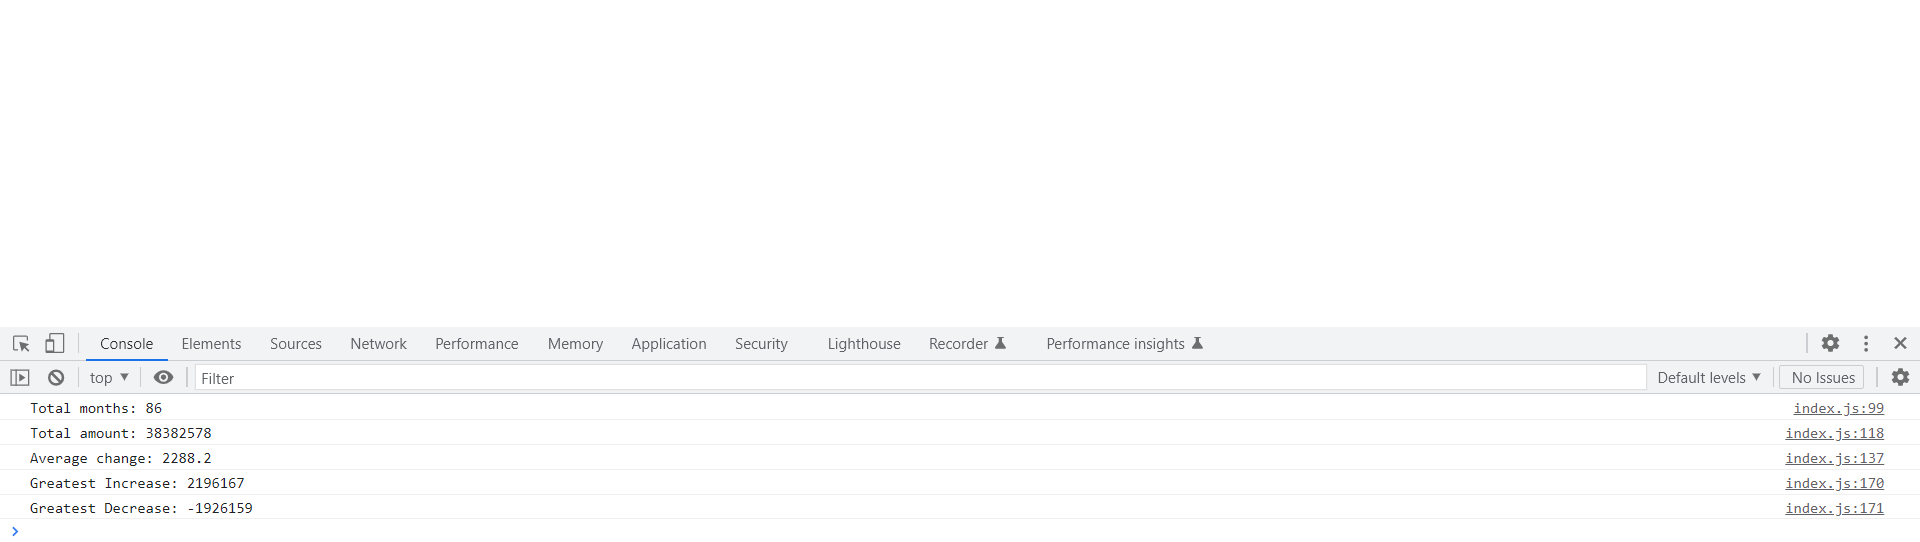 Console Elements Sources Network Performance Memory Application Security Lighthouse Recorder Performance insights
top Filter Default levels No Issues
Total months: 86 index.js:99
Total amount: 38382578 index.js:118
Average change: 2288.2 index.js:137
Greatest Increase: 2196167 index.js:170
Greatest Decrease: -1926159 index.js:171